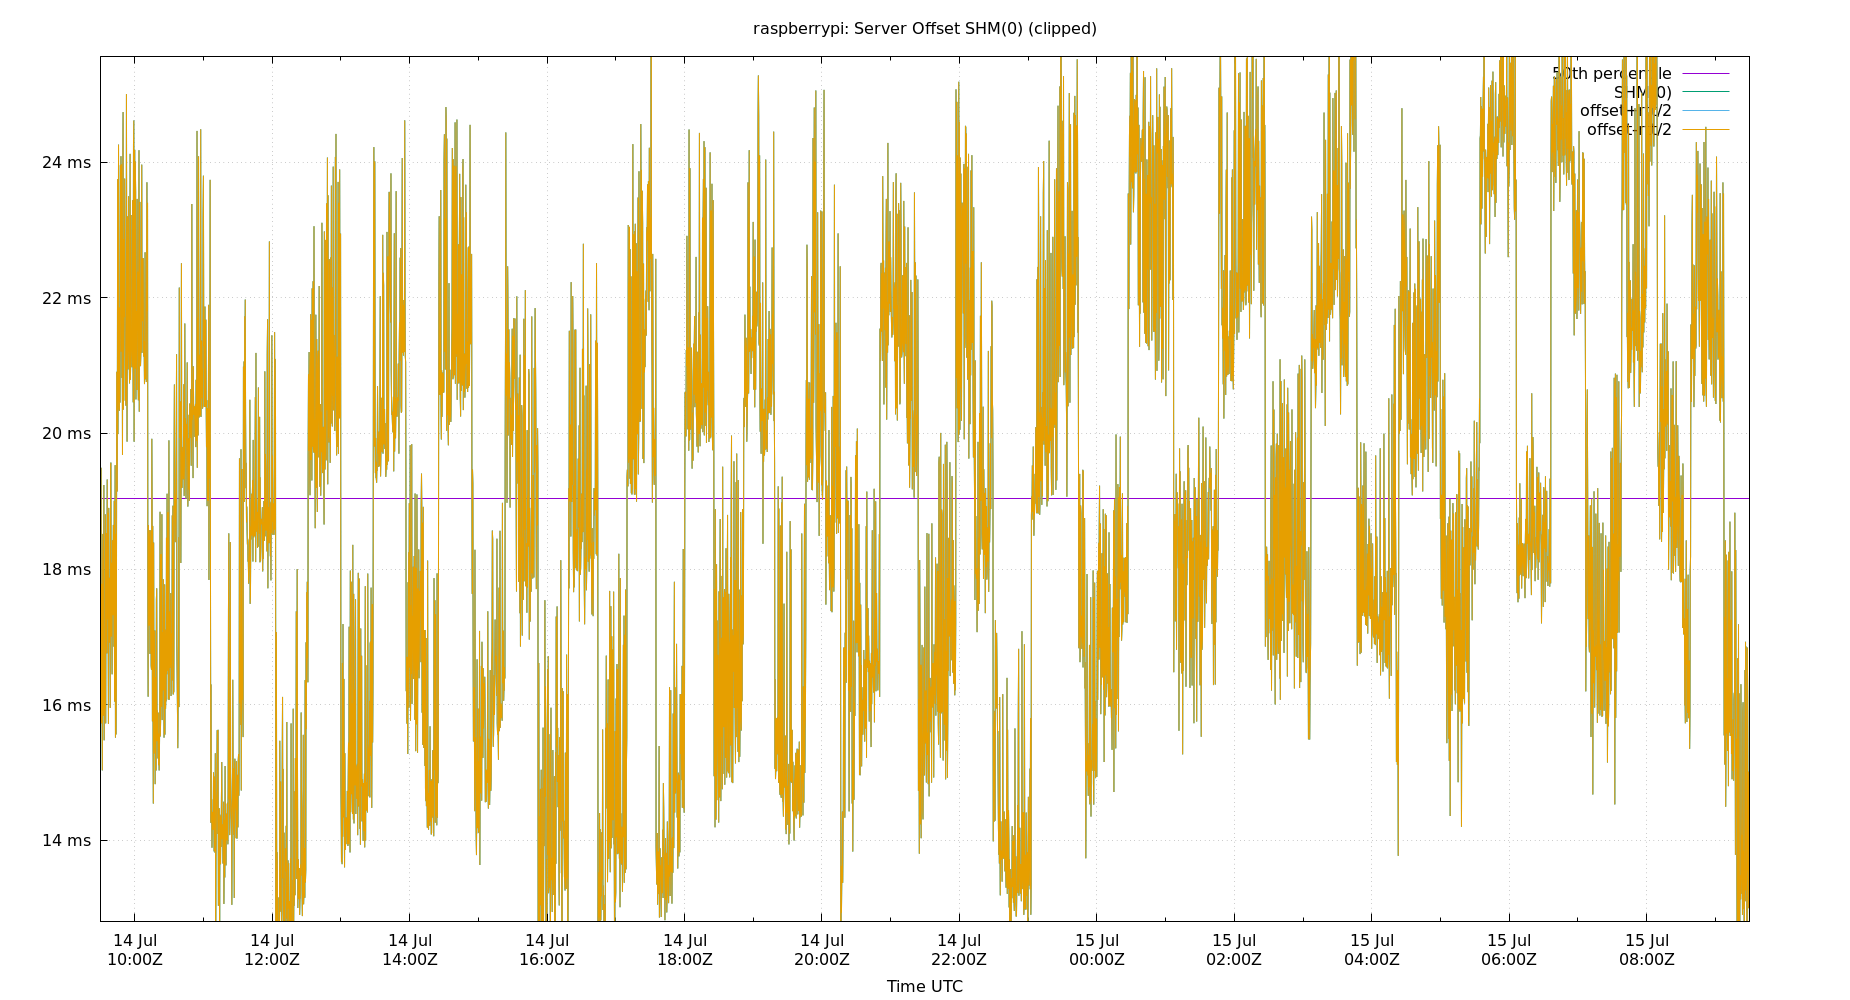 raspberrypi: Server Offset SHM(0) (clipped)
50th percentile
SHM(0)
offset+rtt/2
offset-rtt/2
24 ms
22 ms
20 ms
18 ms
16 ms
14 ms
14 Jul 14 Jul 14 Jul 14 Jul 14 Jul 14 Jul 14 Jul 15 Jul 15 Jul 15 Jul 15 Jul 15 Jul
10:00Z 12:00Z 14:00Z 16:00Z 18:00Z 20:00Z 22:00Z 00:00Z 02:00Z 04:00Z 06:00Z 08:00Z
Time UTC